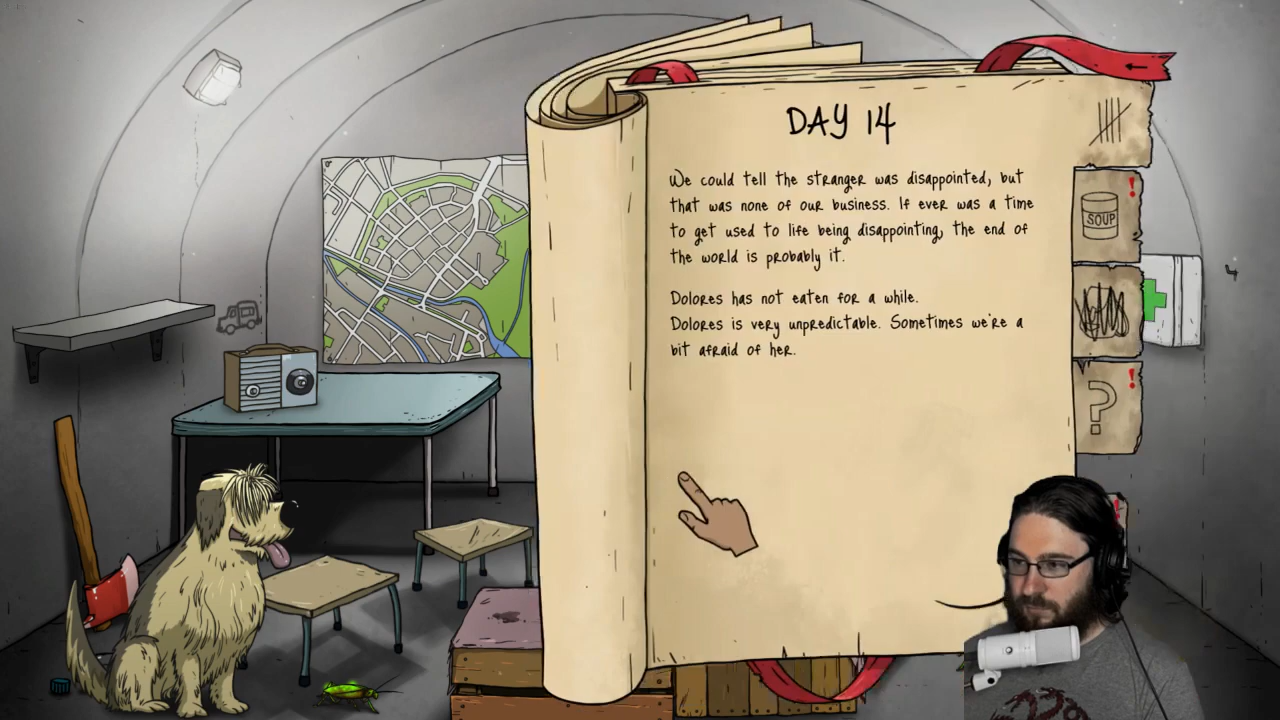 DAY 14
We could tell the stranger was disappointed, but
that was none of our business. If ever was a time
to get used to life being disappointing, the end of
the world is probably it.
Dolores has not eaten for a while.
Dolores is very unpredictable. Sometimes we're a
bit afraid of her.
!
SOUP
!
?